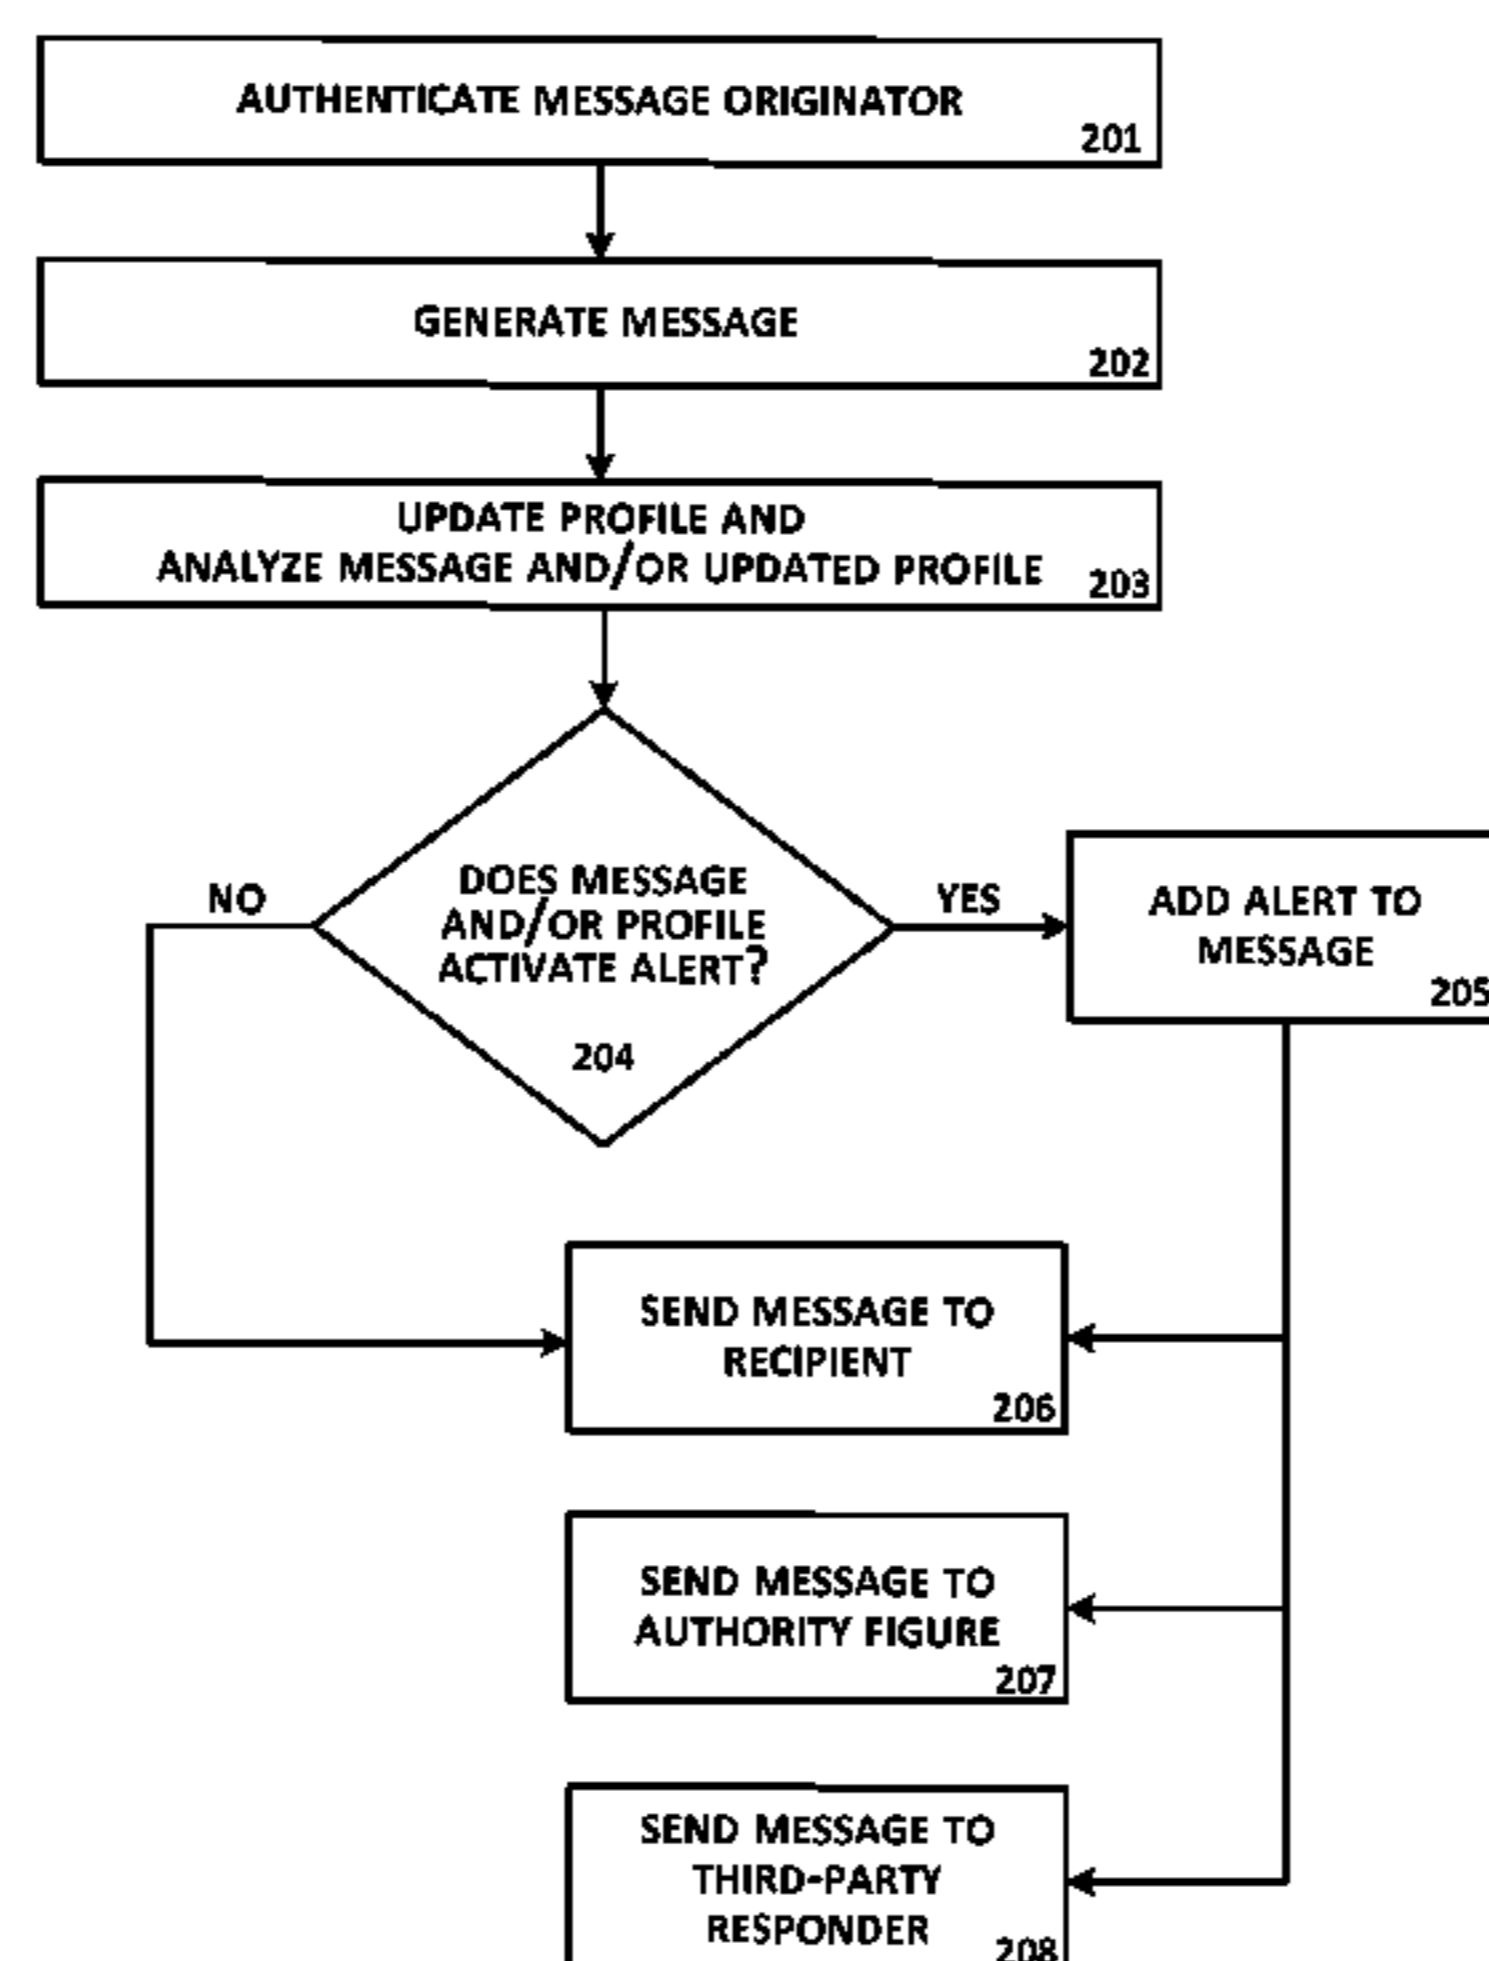 AUTHENTICATE MESSAGE ORIGINATOR
201
GENERATE MESSAGE
202
UPDATE PROFILE AND
ANALYZE MESSAGE AND/OR UPDATED PROFILE
203
DOES MESSAGE
AND/OR PROFILE
ACTIVATE ALERT?
204
NO
YES
ADD ALERT TO
MESSAGE
205
SEND MESSAGE TO
RECIPIENT
206
SEND MESSAGE TO
AUTHORITY FIGURE
207
SEND MESSAGE TO
THIRD-PARTY
RESPONDER
208